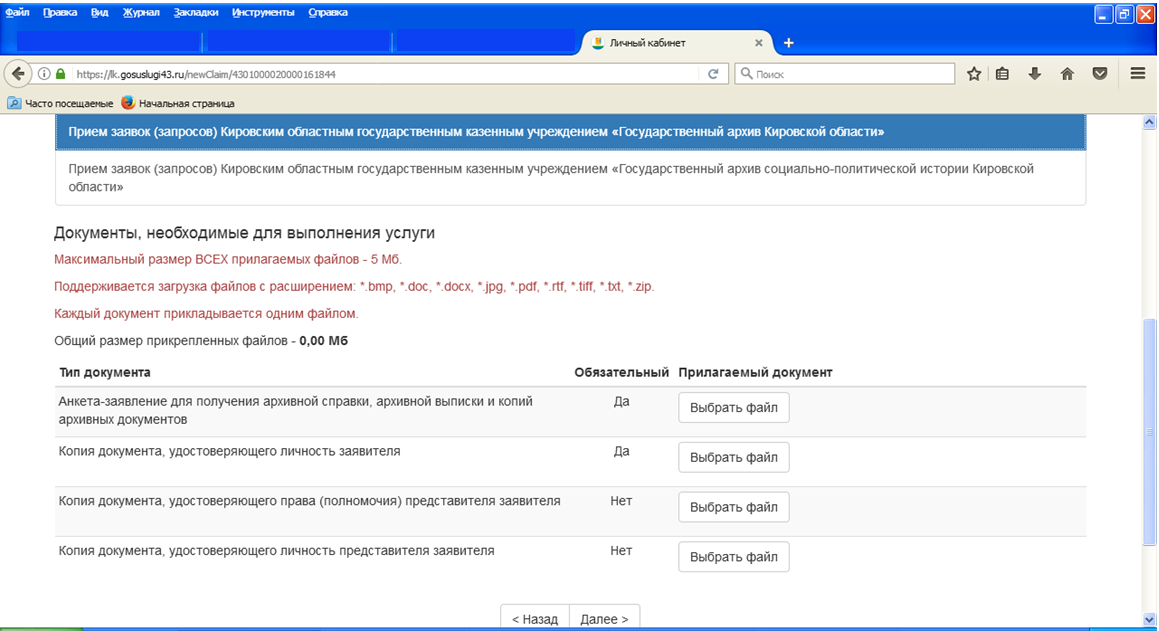 Файл Правка Вид Журнал Закладки Инструменты Справка
Личный кабинет
https://lk.gosuslugi43.ru/newClaim/4301000020000161844
Поиск
Часто посещаемые Начальная страница
Прием заявок (запросов) Кировским областным государственным казенным учреждением «Государственный архив Кировской области»
Прием заявок (запросов) Кировским областным государственным казенным учреждением «Государственный архив социально-политической истории Кировской
области»
Документы, необходимые для выполнения услуги
Максимальный размер ВСЕХ прилагаемых файлов - 5 Мб.
Поддерживается загрузка файлов с расширением: *.bmp, *.doc, *.docx, *.jpg, *.pdf, *.rtf, *.tiff, *.txt, *.zip.
Каждый документ прикладывается одним файлом.
Общий размер прикрепленных файлов - 0,00 Мб
Тип документа Обязательный Прилагаемый документ
Анкета-заявление для получения архивной справки, архивной выписки и копий
архивных документов
Да Выбрать файл
Копия документа, удостоверяющего личность заявителя Да Выбрать файл
Копия документа, удостоверяющего права (полномочия) представителя заявителя Нет Выбрать файл
Копия документа, удостоверяющего личность представителя заявителя Нет Выбрать файл
< Назад Далее >